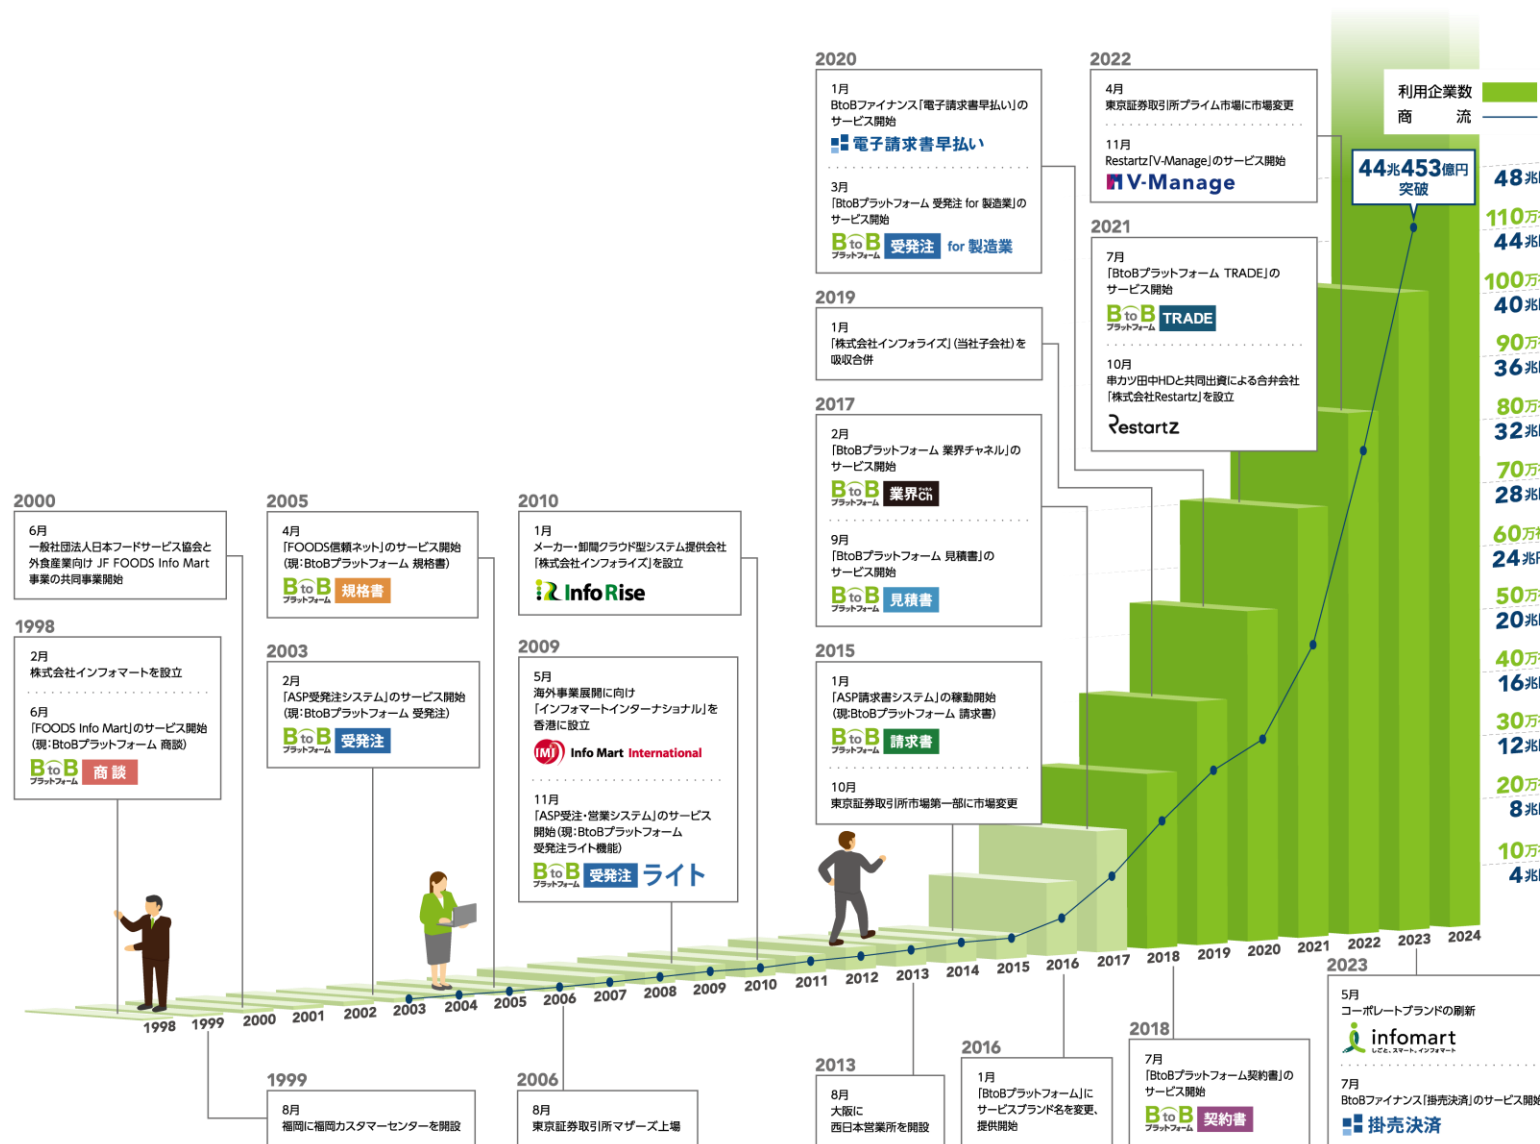 2000
6月
一般社団法人日本フードサービス協会と
外食産業向け JF FOODS Info Mart
事業の共同事業開始
1998
2月
株式会社インフォマートを設立
6月
「FOODS Info Mart」のサービス開始
(現:BtoBプラットフォーム 商談)
BtoB
プラットフォーム
商談
2005
4月
「FOODS信頼ネット」のサービス開始
(現:BtoBプラットフォーム 規格書)
BtoB
プラットフォーム
規格書
2003
2月
「ASP受発注システム」のサービス開始
(現:BtoBプラットフォーム 受発注)
BtoB
プラットフォーム
受発注
2010
1月
メーカー・卸間クラウド型システム提供会社
「株式会社インフォライズ」を設立
Info Rise
2009
5月
海外事業展開に向け
「インフォマートインターナショナル」を
香港に設立
IMI Info Mart International
11月
「ASP受注・営業システム」のサービス
開始(現:BtoBプラットフォーム
受発注ライト機能)
BtoB
プラットフォーム
受発注 ライト
2020
1月
BtoBファイナンス「電子請求書早払い」の
サービス開始
電子請求書早払い
3月
「BtoBプラットフォーム 受発注 for 製造業」の
サービス開始
BtoB
プラットフォーム
受発注 for 製造業
2019
1月
「株式会社インフォライズ」(当社子会社)を
吸収合併
2017
2月
「BtoBプラットフォーム 業界チャネル」の
サービス開始
BtoB
プラットフォーム
業界ch
9月
「BtoBプラットフォーム 見積書」の
サービス開始
BtoB
プラットフォーム
見積書
2015
1月
「ASP請求書システム」の稼動開始
(現:BtoBプラットフォーム 請求書)
BtoB
プラットフォーム
請求書
10月
東京証券取引所市場第一部に市場変更
2022
4月
東京証券取引所プライム市場に市場変更
11月
Restartz「V-Manage」のサービス開始
V-Manage
2021
7月
「BtoBプラットフォーム TRADE」の
サービス開始
BtoB
プラットフォーム
TRADE
10月
串カツ田中HDと共同出資による合弁会社
「株式会社Restartz」を設立
RestartZ
利用企業数
商 流
44兆453億円
突破
48兆
110万
44兆
100万
40兆
90万
36兆
80万
32兆
70万
28兆
60万
24兆
50万
20兆
40万
16兆
30万
12兆
20万
8兆
10万
4兆
1998
1999
2000
2001
2002
2003
2004
2005
2006
2007
2008
2009
2010
2011
2012
2013
2014
2015
2016
2017
2018
2019
2020
2021
2022
2023
2024
1999
8月
福岡に福岡カスタマーセンターを開設
2006
8月
東京証券取引所マザーズ上場
2013
8月
大阪に
西日本営業所を開設
2016
1月
「BtoBプラットフォーム」に
サービスブランド名を変更、
提供開始
2018
7月
「BtoBプラットフォーム契約書」の
サービス開始
BtoB
プラットフォーム
契約書
2023
5月
コーポレートブランドの刷新
infomart
しごと、スマート。インフォマート
7月
BtoBファイナンス「掛売決済」のサービス開始
掛売決済